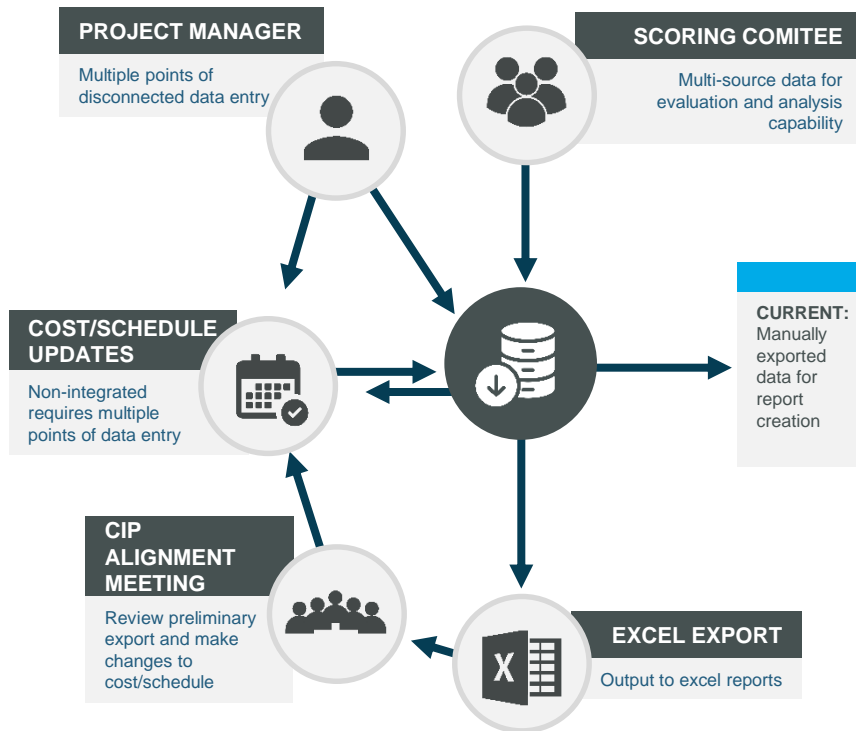 PROJECT MANAGER
Multiple points of
disconnected data entry
SCORING COMITEE
Multi-source data for
evaluation and analysis
capability
COST/SCHEDULE
UPDATES
Non-integrated
requires multiple
points of data entry
CURRENT:
Manually
exported
data for
report
creation
CIP
ALIGNMENT
MEETING
Review preliminary
export and make
changes to
cost/schedule
X
EXCEL EXPORT
Output to excel reports